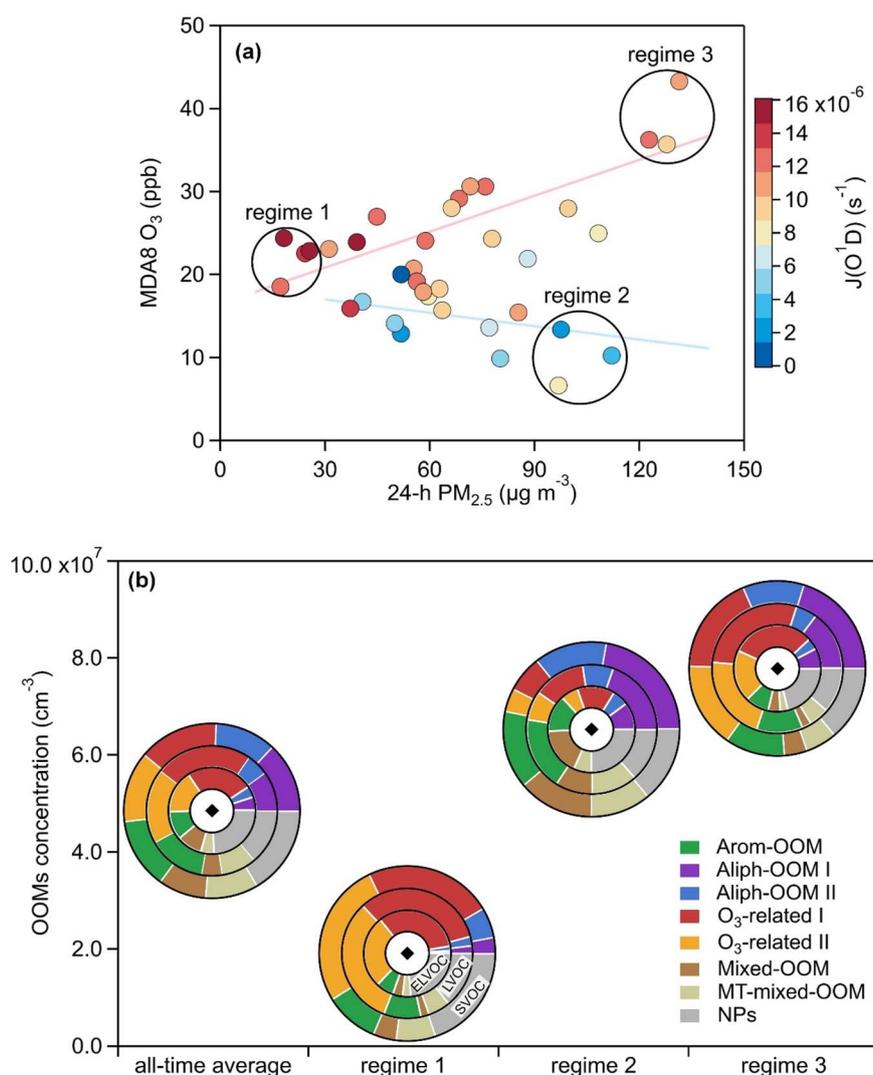 (a)
50
40
30
20
10
0
MDA8 O₃ (ppb)
regime 1
regime 2
regime 3
0 30 60 90 120 150
24-h PM₂.₅ (µg m⁻³)
16 x10⁻⁶
14
12
10
8
6
4
2
0
J(O¹D) (s⁻¹)
(b)
10.0 x10⁷
8.0
6.0
4.0
2.0
0.0
OOMs concentration (cm⁻³)
ELVOC
LVOC
SVOC
Arom-OOM
Aliph-OOM I
Aliph-OOM II
O₃-related I
O₃-related II
Mixed-OOM
MT-mixed-OOM
NPs
all-time average regime 1 regime 2 regime 3